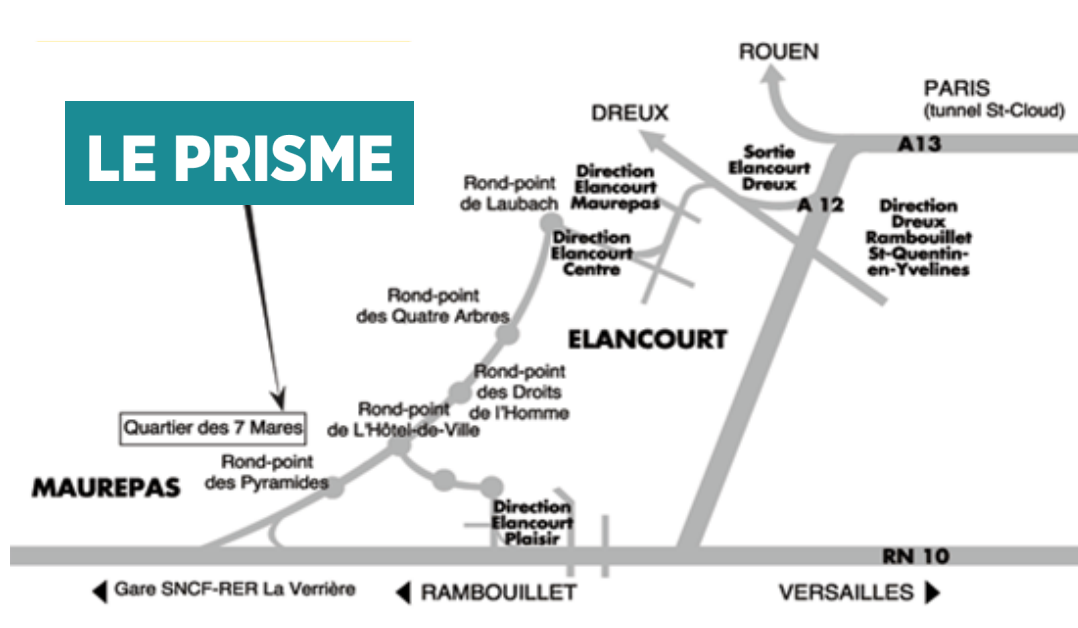 ROUEN
PARIS
(tunnel St-Cloud)
DREUX
LE PRISME
A13
Sortie
Elancourt
Dreux
Direction
Elancourt
Maurepas
Rond-point
de Laubach
A 12
Direction
Dreux
Rambouillet
St-Quentin-
en-Yvelines
Direction
Elancourt
Centre
Rond-point
des Quatre Arbres
ELANCOURT
Rond-point
des Droits
de l'Homme
Rond-point
de L'Hôtel-de-Ville
Quartier des 7 Mares
Rond-point
des Pyramides
MAUREPAS
Direction
Elancourt
Plaisir
RN 10
Gare SNCF-RER La Verrière
RAMBOUILLET
VERSAILLES